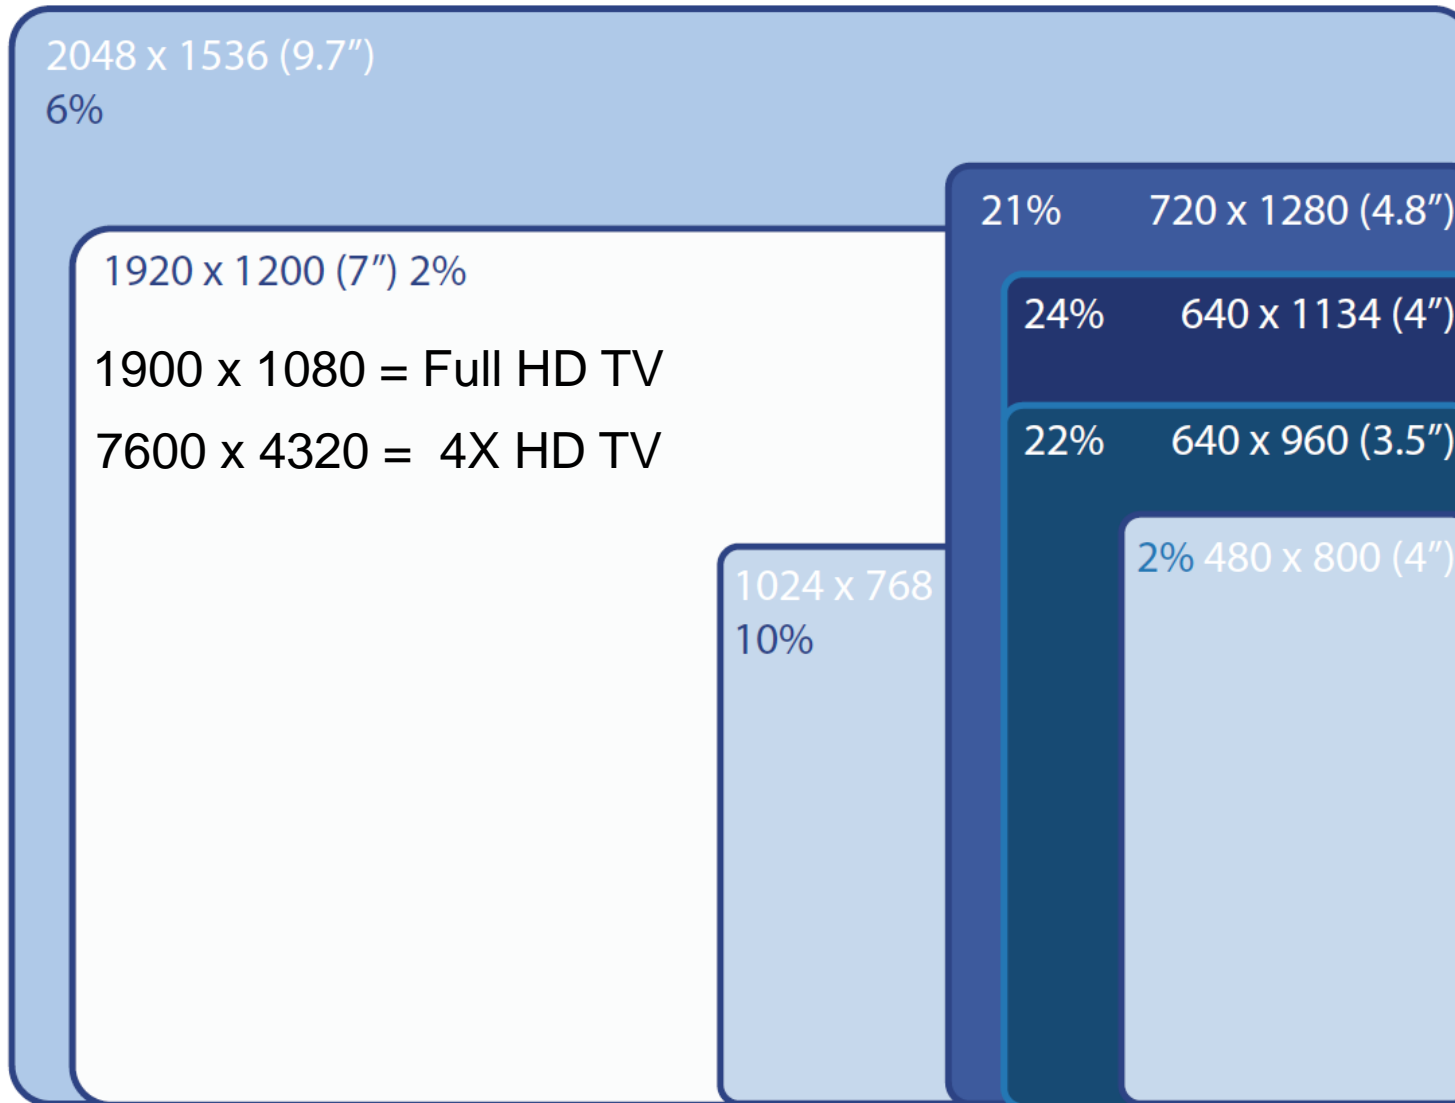 2048 x 1536 (9.7”)
6%
21% 720 x 1280 (4.8”)
1920 x 1200 (7”) 2%
24% 640 x 1134 (4”)
1900 x 1080 = Full HD TV
22% 640 x 960 (3.5”)
7600 x 4320 = 4X HD TV
2% 480 x 800 (4”)
1024 x 768
10%